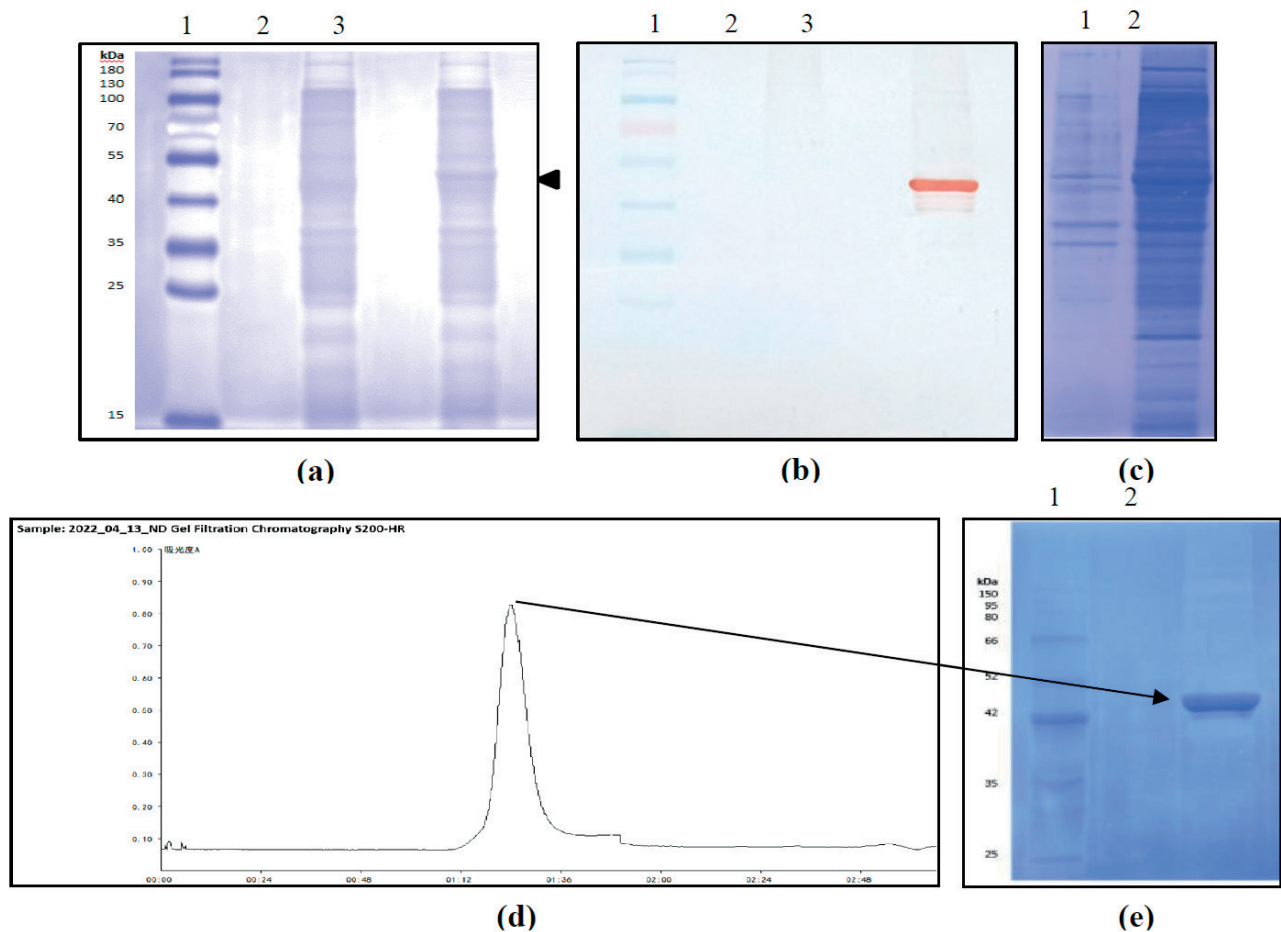 1 2 3
kDa
180
130
100
70
55
40
35
25
15
(a)
1 2 3
(b)
1 2
(c)
Sample: 2022_04_13_ND Gel Filtration Chromatography S200-HR
1.00 吸光度A
0.90
0.80
0.70
0.60
0.50
0.40
0.30
0.20
0.10
00:00 00:24 00:48 01:12 01:36 02:00 02:24 02:48
(d)
1 2
kDa
150
95
80
66
52
42
35
25
(e)